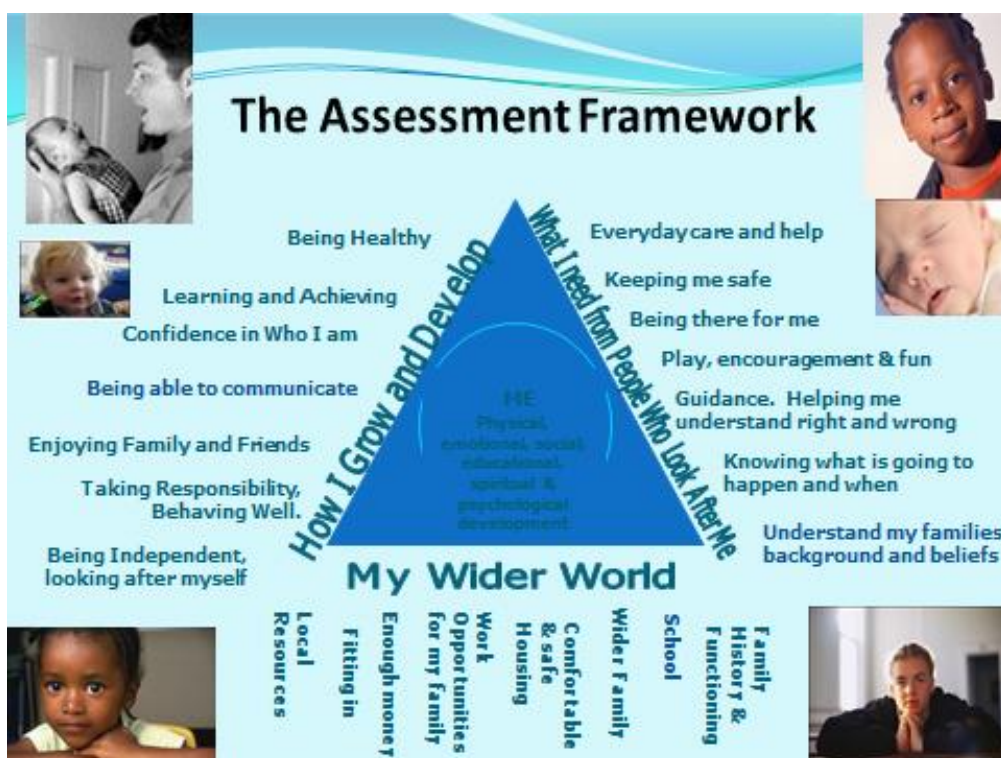 The Assessment Framework
Being Healthy
Learning and Achieving
Confidence in Who I am
Being able to communicate
Enjoying Family and Friends
Taking Responsibility,
Behaving Well.
Being Independent,
looking after myself
How I Grow and Develop
What I need from People Who Look After Me
Everyday care and help
Keeping me safe
Being there for me
Play, encouragement & fun
Guidance. Helping me
understand right and wrong
Knowing what is going to
happen and when
Understand my families
background and beliefs
HE
Physical,
emotional, social,
educational,
spiritual &
psychological
development
My Wider World
Local
Resources
Fitting in
Enough money
Work
Opportunities
for my family
Comfortable
& safe
Housing
Wider Family
School
Family
History &
Functioning